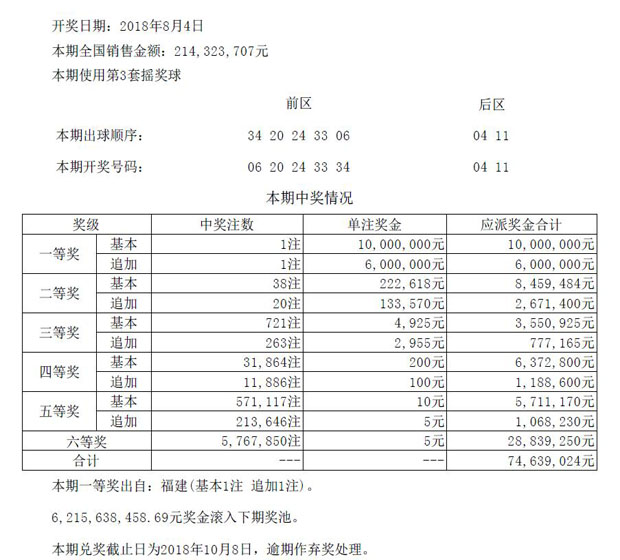 开奖日期：2018年8月4日
本期全国销售金额：214,323,707元
本期使用第3套摇奖球
前区 后区
本期出球顺序： 34 20 24 33 06 04 11
本期开奖号码： 06 20 24 33 34 04 11
本期中奖情况
奖级 中奖注数 单注奖金 应派奖金合计
一等奖 基本 1注 10,000,000元 10,000,000元
追加 1注 6,000,000元 6,000,000元
二等奖 基本 38注 222,618元 8,459,484元
追加 20注 133,570元 2,671,400元
三等奖 基本 721注 4,925元 3,550,925元
追加 263注 2,955元 777,165元
四等奖 基本 31,864注 200元 6,372,800元
追加 11,886注 100元 1,188,600元
五等奖 基本 571,117注 10元 5,711,170元
追加 213,646注 5元 1,068,230元
六等奖 5,767,850注 5元 28,839,250元
合计 --- --- 74,639,024元
本期一等奖出自：福建(基本1注 追加1注)。
6,215,638,458.69元奖金滚入下期奖池。
本期兑奖截止日为2018年10月8日，逾期作弃奖处理。